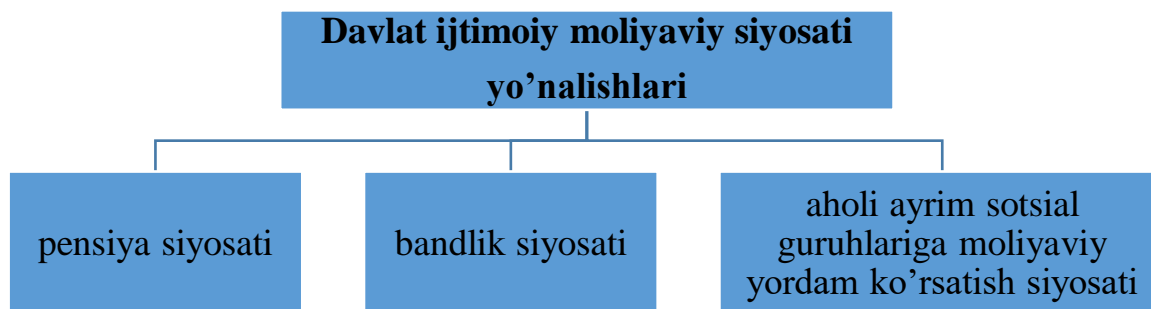 Davlat ijtimoiy moliyaviy siyosati
yo’nalishlari
pensiya siyosati
bandlik siyosati
aholi ayrim sotsial
guruhlariga moliyaviy
yordam ko’rsatish siyosati